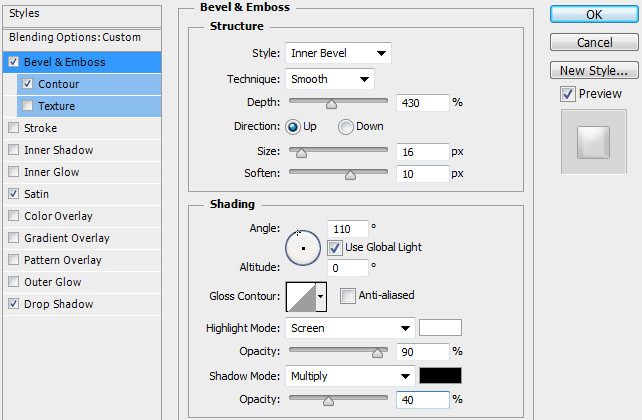 Styles
Blending Options: Custom
Bevel & Emboss
Contour
Texture
Stroke
Inner Shadow
Inner Glow
Satin
Color Overlay
Gradient Overlay
Pattern Overlay
Outer Glow
Drop Shadow
Bevel & Emboss
Structure
Style: Inner Bevel
Technique: Smooth
Depth: 430 %
Direction: Up Down
Size: 16 px
Soften: 10 px
Shading
Angle: 110 °
Use Global Light
Altitude: 0 °
Gloss Contour: Anti-aliased
Highlight Mode: Screen
Opacity: 90 %
Shadow Mode: Multiply
Opacity: 40 %
OK
Cancel
New Style...
Preview